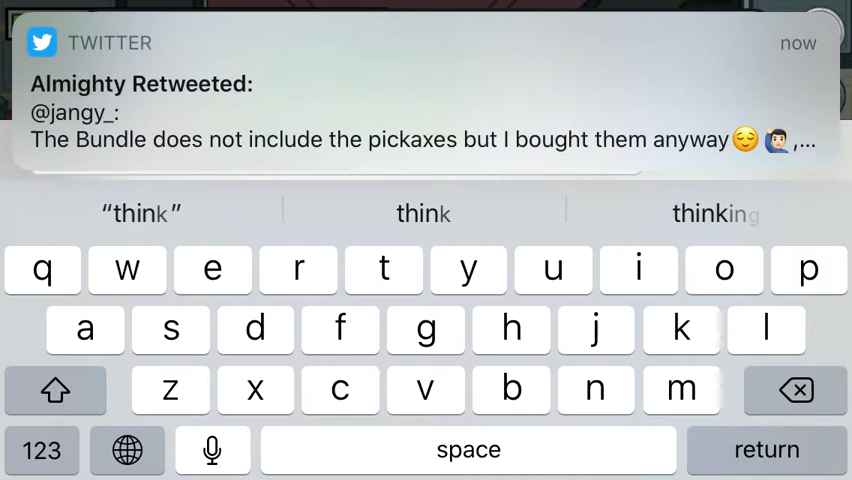 TWITTER
now
Almighty Retweeted:
@jangy_:
The Bundle does not include the pickaxes but I bought them anyway😌🙋🏻‍♂️,...
“think” think thinking
q w e r t y u i o p
a s d f g h j k l
z x c v b n m
123 space return